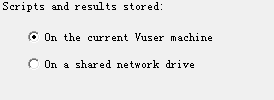 Scripts and results stored:
On the current Vuser machine
On a shared network drive